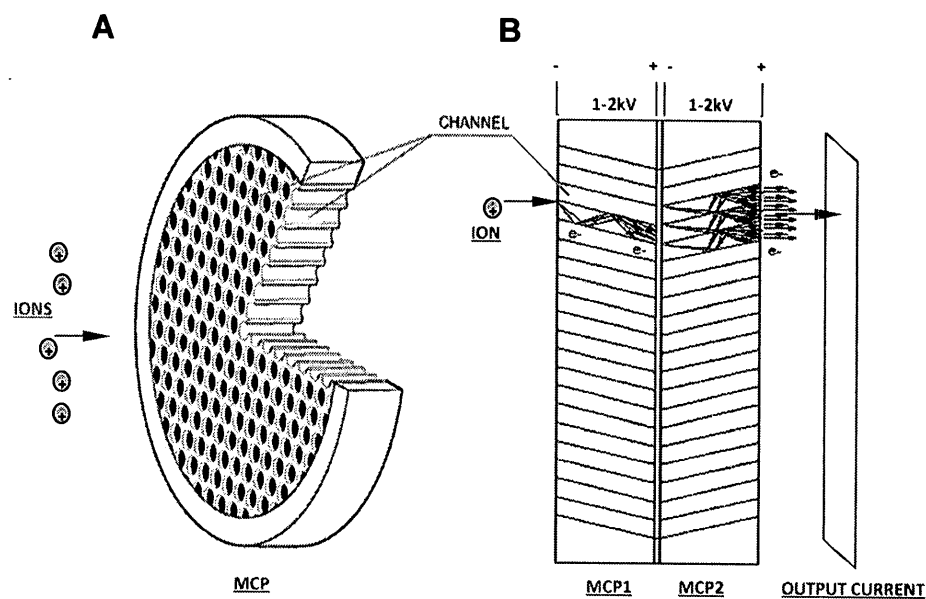 A
B
- + - +
1-2kV 1-2kV
CHANNEL
e-
ION
e-
e-
e-
IONS
MCP
MCP1 MCP2 OUTPUT CURRENT